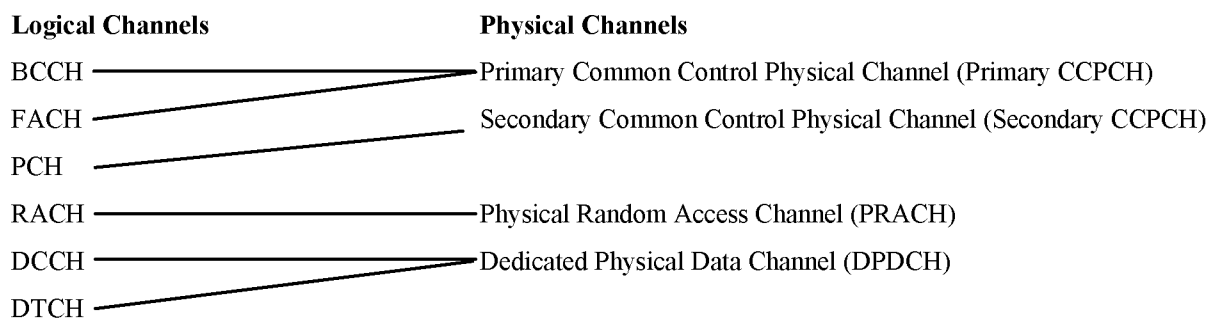 Logical Channels Physical Channels
BCCH Primary Common Control Physical Channel (Primary CCPCH)
FACH Secondary Common Control Physical Channel (Secondary CCPCH)
PCH
RACH Physical Random Access Channel (PRACH)
DCCH Dedicated Physical Data Channel (DPDCH)
DTCH